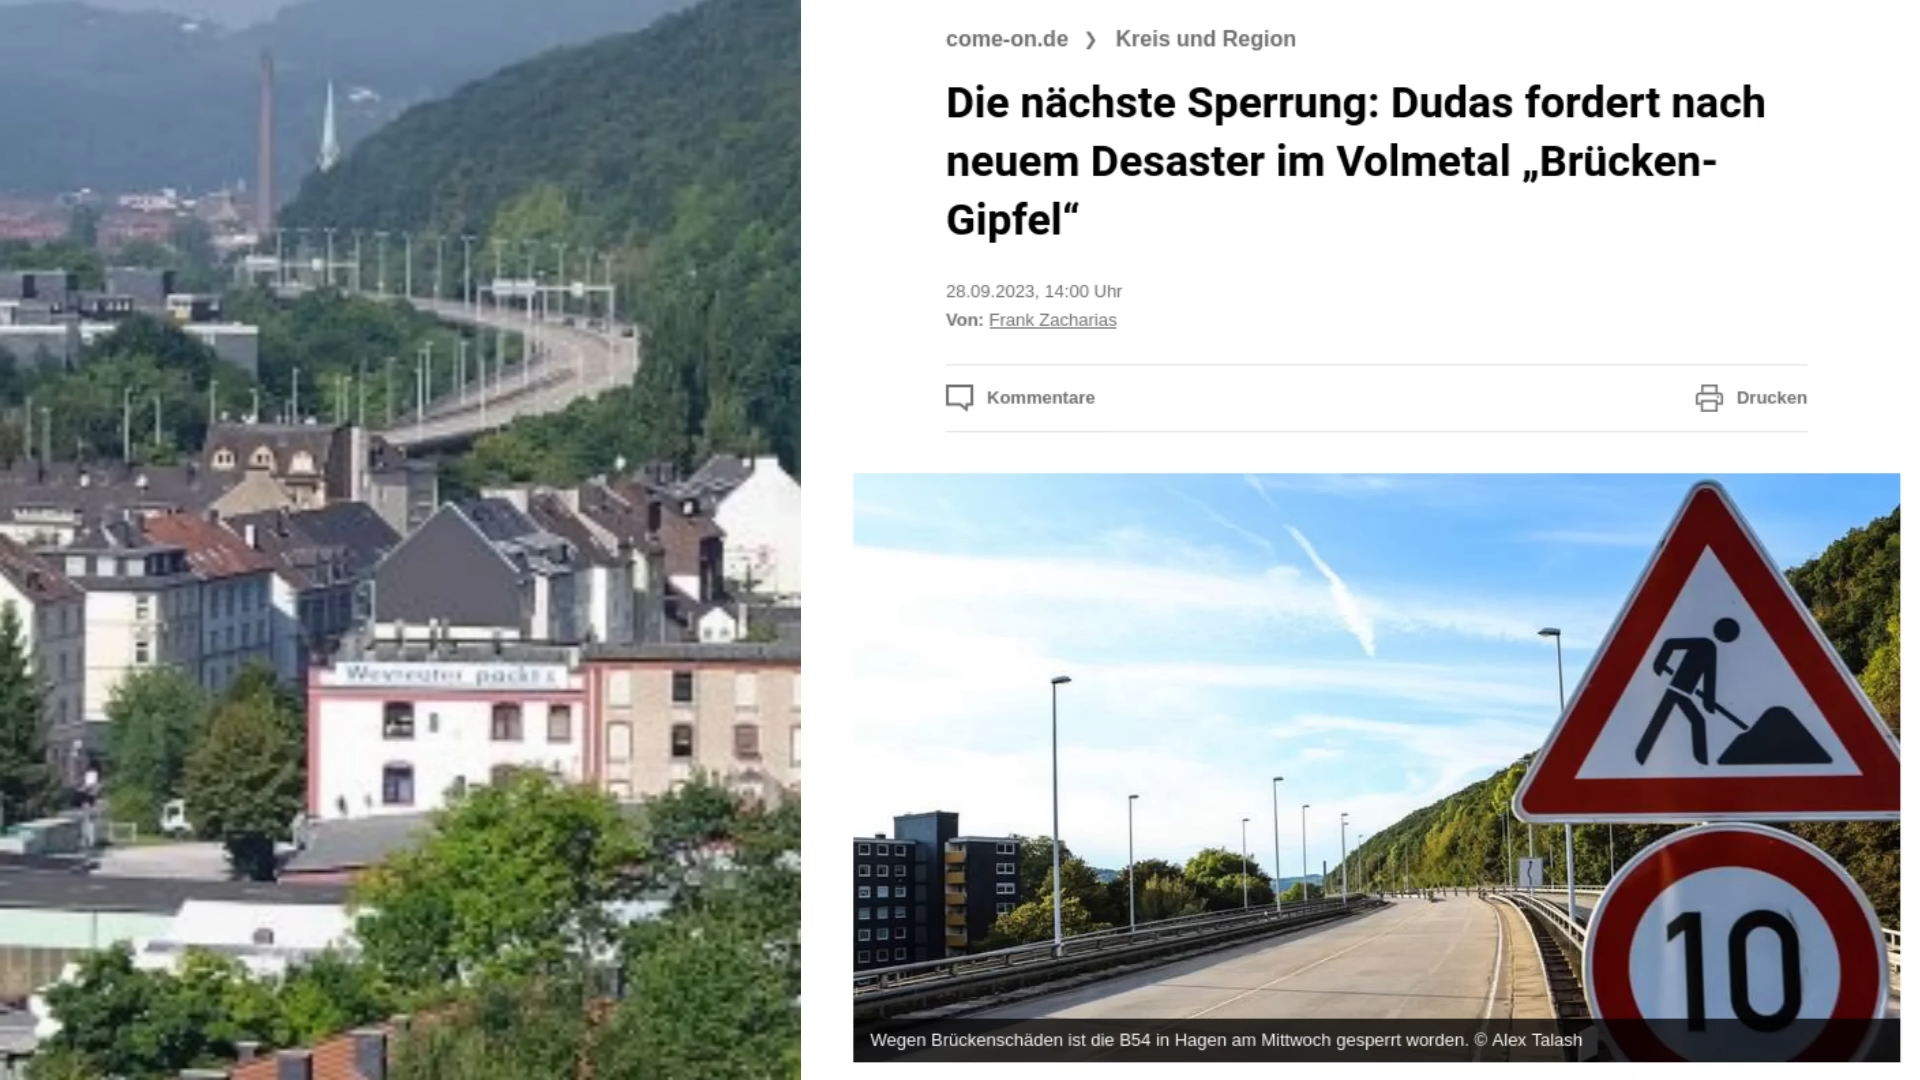 come-on.de ❯ Kreis und Region
Die nächste Sperrung: Dudas fordert nach
neuem Desaster im Volmetal „Brücken-
Gipfel“
28.09.2023, 14:00 Uhr
Von: Frank Zacharias
Kommentare
Drucken
10
Wegen Brückenschäden ist die B54 in Hagen am Mittwoch gesperrt worden. © Alex Talash